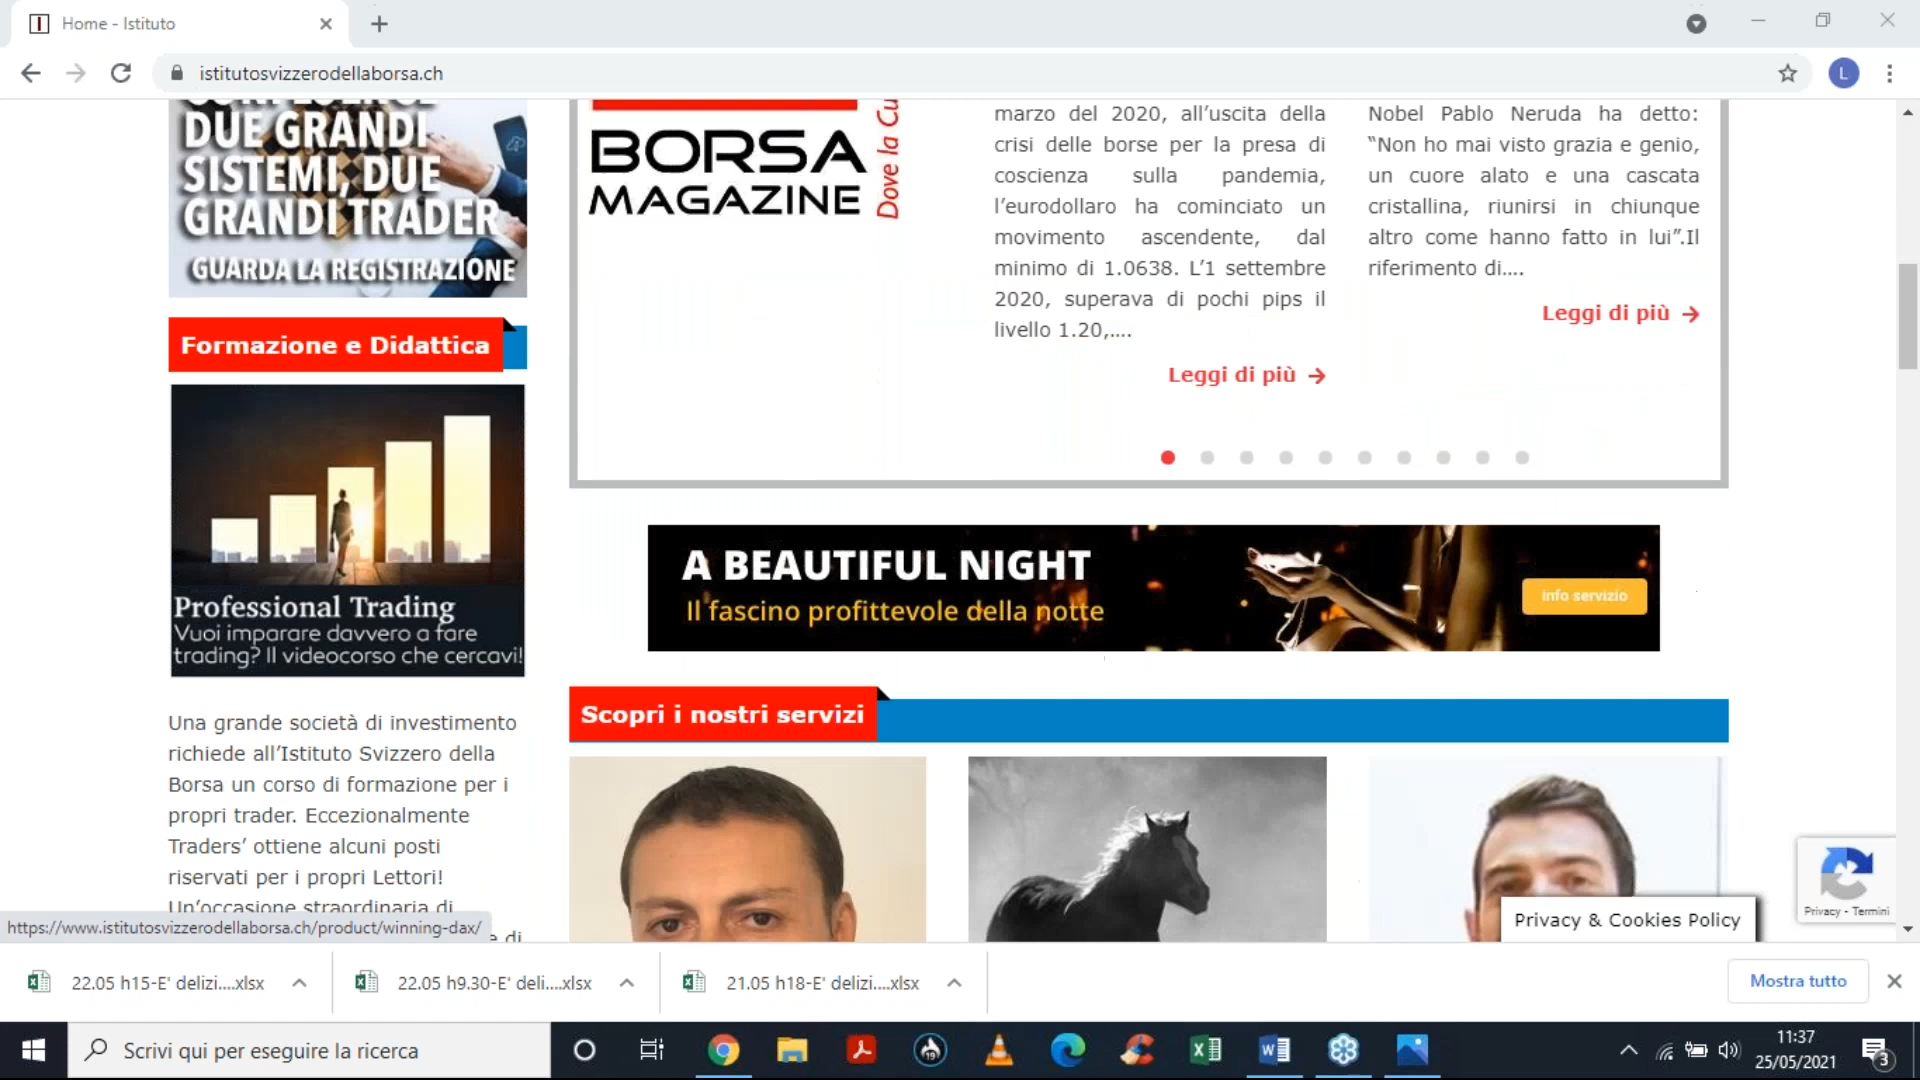 Home - Istituto
istitutosvizzerodellaborsa.ch
DUE GRANDI
SISTEMI, DUE
GRANDI TRADER
GUARDA LA REGISTRAZIONE
Formazione e Didattica
Professional Trading
Vuoi imparare davvero a fare
trading? Il videocorso che cercavi!
Una grande società di investimento
richiede all'Istituto Svizzero della
Borsa un corso di formazione per i
propri trader. Eccezionalmente
Traders' ottiene alcuni posti
riservati per i propri Lettori!
Un'occasione straordinaria di
e di
BORSA
MAGAZINE
Dove la Cu
marzo del 2020, all'uscita della
crisi delle borse per la presa di
coscienza sulla pandemia,
l'eurodollaro ha cominciato un
movimento ascendente, dal
minimo di 1.0638. L'1 settembre
2020, superava di pochi pips il
livello 1.20,....
Leggi di più →
Nobel Pablo Neruda ha detto:
"Non ho mai visto grazia e genio,
un cuore alato e una cascata
cristallina, riunirsi in chiunque
altro come hanno fatto in lui".Il
riferimento di....
Leggi di più →
A BEAUTIFUL NIGHT
Il fascino profittevole della notte
Info servizio
Scopri i nostri servizi
Privacy - Termini
Privacy & Cookies Policy
https://www.istitutosvizzerodellaborsa.ch/product/winning-dax/
22.05 h15-E' delizi....xlsx
22.05 h9.30-E' deli....xlsx
21.05 h18-E' delizi....xlsx
Mostra tutto
Scrivi qui per eseguire la ricerca
11:37
25/05/2021
3